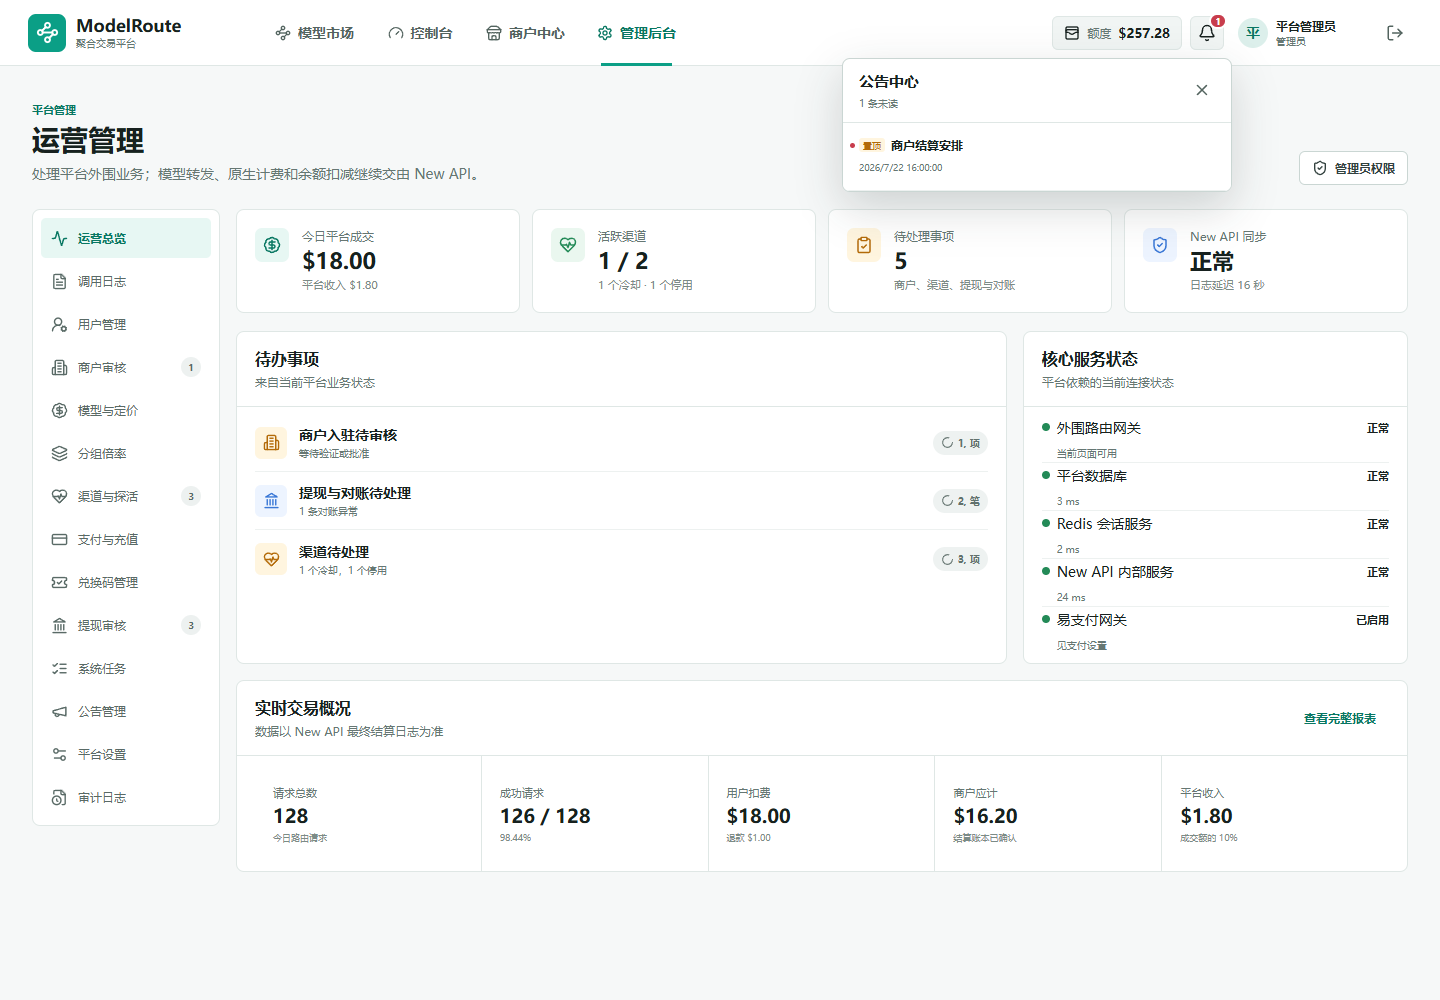 ModelRoute
聚合交易平台
模型市场
控制台
商户中心
管理后台
额度 $257.28
1
平
平台管理员
管理员
公告中心
1 条未读
置顶 商户结算安排
2026/7/22 16:00:00
平台管理
运营管理
处理平台外围业务；模型转发、原生计费和余额扣减继续交由 New API。
管理员权限
运营总览
调用日志
用户管理
商户审核 1
模型与定价
分组倍率
渠道与探活 3
支付与充值
兑换码管理
提现审核 3
系统任务
公告管理
平台设置
审计日志
今日平台成交
$18.00
平台收入 $1.80
活跃渠道
1 / 2
1 个冷却 · 1 个停用
待处理事项
5
商户、渠道、提现与对账
New API 同步
正常
日志延迟 16 秒
待办事项
来自当前平台业务状态
商户入驻待审核
等待验证或批准
1, 项
提现与对账待处理
1 条对账异常
2, 笔
渠道待处理
1 个冷却，1 个停用
3, 项
核心服务状态
平台依赖的当前连接状态
外围路由网关 正常
当前页面可用
平台数据库 正常
3 ms
Redis 会话服务 正常
2 ms
New API 内部服务 正常
24 ms
易支付网关 已启用
见支付设置
实时交易概况
数据以 New API 最终结算日志为准
查看完整报表
请求总数
128
今日路由请求
成功请求
126 / 128
98.44%
用户扣费
$18.00
退款 $1.00
商户应计
$16.20
结算账本已确认
平台收入
$1.80
成交额的 10%